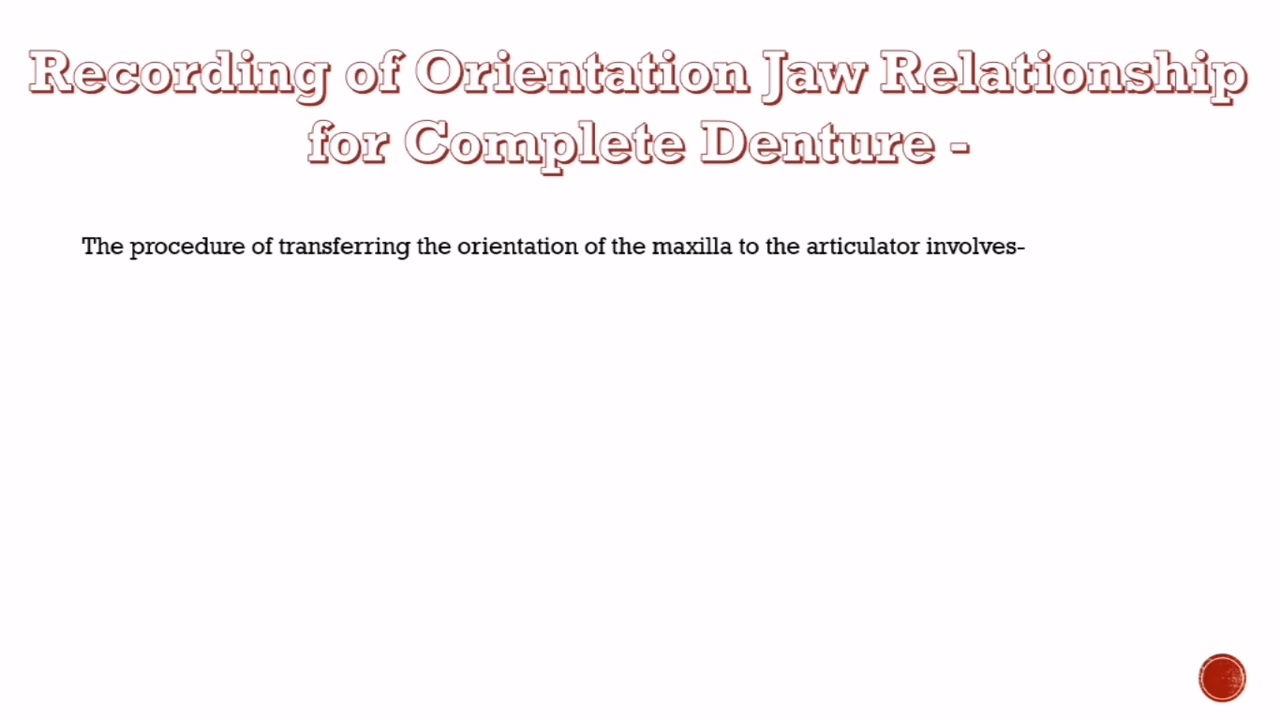 Recording of Orientation Jaw Relationship
for Complete Denture -
The procedure of transferring the orientation of the maxilla to the articulator involves-